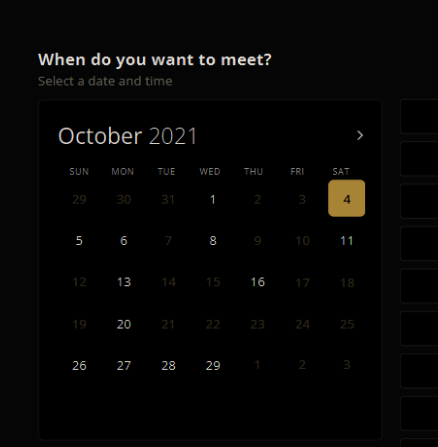 When do you want to meet?
Select a date and time
October 2021
SUN MON TUE WED THU FRI SAT
29 30 31 1 2 3 4
5 6 7 8 9 10 11
12 13 14 15 16 17 18
19 20 21 22 23 24 25
26 27 28 29 1 2 3